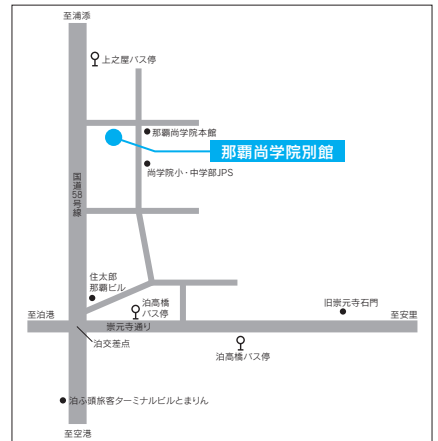 至浦添
上之屋バス停
那覇尚学院本館
那覇尚学院別館
尚学院小・中学部JPS
国道58号線
住太郎
那覇ビル
泊高橋
バス停
旧崇元寺石門
至泊港
崇元寺通り
至安里
泊交差点
泊高橋バス停
泊ふ頭旅客ターミナルビルとまりん
至空港